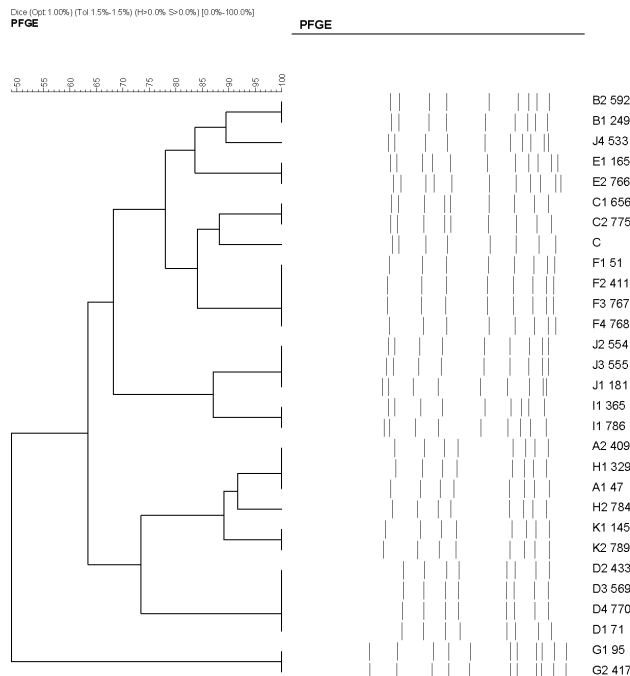 Dice (Opt:1.00%) (Tol 1.5%-1.5%) (H>0.0% S>0.0%) [0.0%-100.0%]
PFGE
PFGE
50 55 60 65 70 75 80 85 90 95 100
B2 592
B1 249
J4 533
E1 165
E2 766
C1 656
C2 775
C
F1 51
F2 411
F3 767
F4 768
J2 554
J3 555
J1 181
I1 365
I1 786
A2 409
H1 329
A1 47
H2 784
K1 145
K2 789
D2 433
D3 569
D4 770
D1 71
G1 95
G2 417